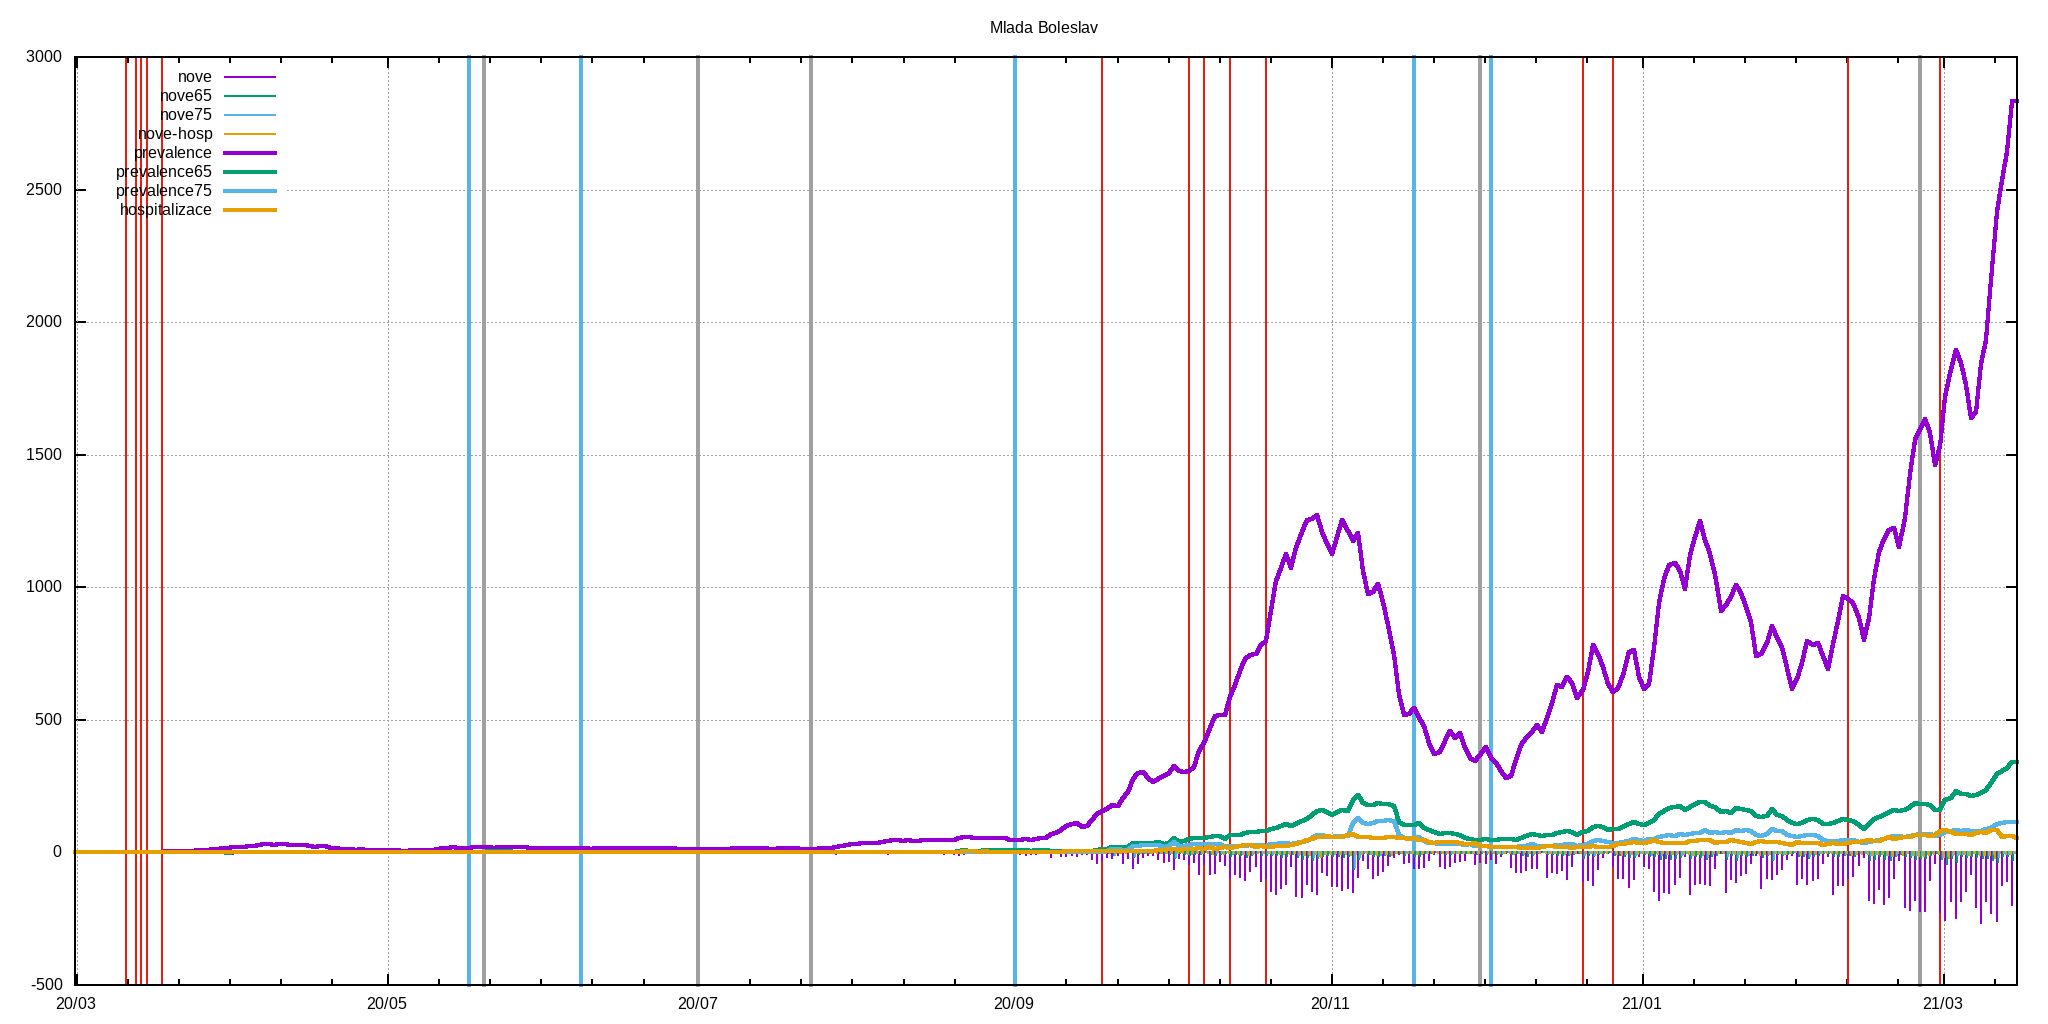 Mlada Boleslav
3000
2500
2000
1500
1000
500
0
-500
nove
nove65
nove75
nove-hosp
prevalence
prevalence65
prevalence75
hospitalizace
20/03 20/05 20/07 20/09 20/11 21/01 21/03